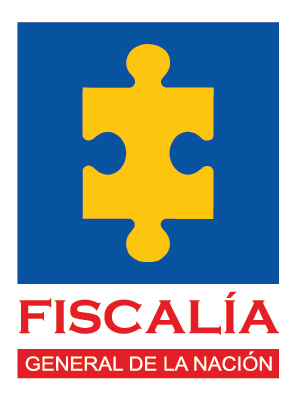 FISCALÍA
GENERAL DE LA NACIÓN